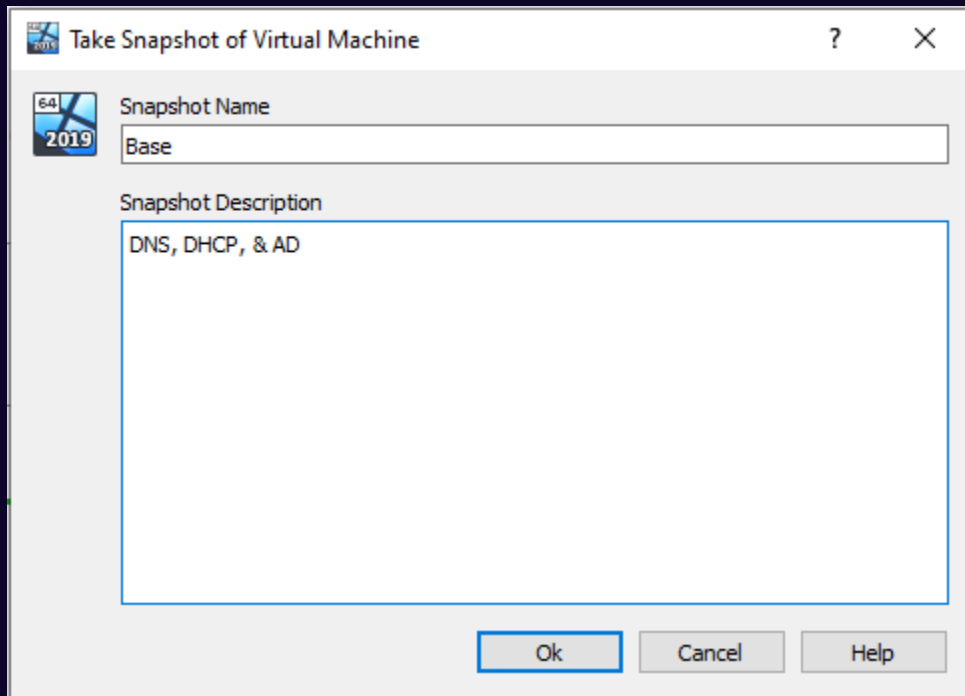 Take Snapshot of Virtual Machine
?
64
2019
Snapshot Name
Base
Snapshot Description
DNS, DHCP, & AD
Ok
Cancel
Help